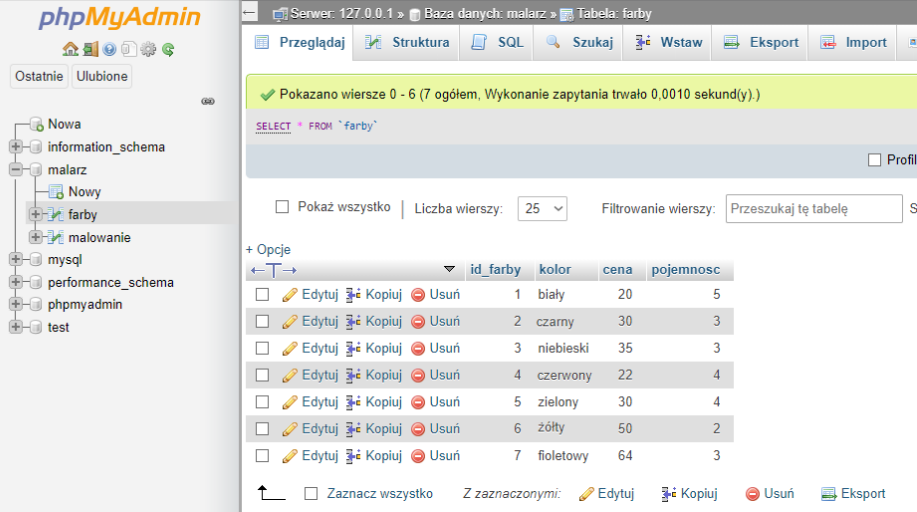 phpMyAdmin
Ostatnie Ulubione
Nowa
information_schema
malarz
Nowy
farby
malowanie
mysql
performance_schema
phpmyadmin
test
Serwer: 127.0.0.1 » Baza danych: malarz » Tabela: farby
Przeglądaj Struktura SQL Szukaj Wstaw Eksport Import
Pokazano wiersze 0 - 6 (7 ogółem, Wykonanie zapytania trwało 0,0010 sekund(y).)
SELECT * FROM `farby`
Profil
Pokaż wszystko | Liczba wierszy: 25 Filtrowanie wierszy: Przeszukaj tę tabelę S
+ Opcje
←T→ id_farby kolor cena pojemnosc
Edytuj Kopiuj Usuń 1 biały 20 5
Edytuj Kopiuj Usuń 2 czarny 30 3
Edytuj Kopiuj Usuń 3 niebieski 35 3
Edytuj Kopiuj Usuń 4 czerwony 22 4
Edytuj Kopiuj Usuń 5 zielony 30 4
Edytuj Kopiuj Usuń 6 żółty 50 2
Edytuj Kopiuj Usuń 7 fioletowy 64 3
Zaznacz wszystko Z zaznaczonymi: Edytuj Kopiuj Usuń Eksport